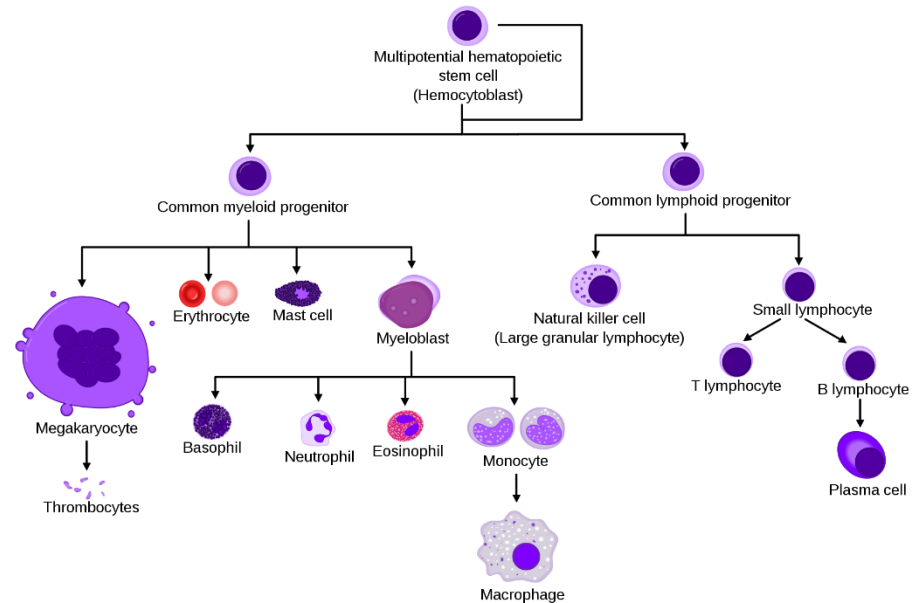 Multipotential hematopoietic
stem cell
(Hemocytoblast)
Common myeloid progenitor
Common lymphoid progenitor
Erythrocyte
Mast cell
Myeloblast
Natural killer cell
(Large granular lymphocyte)
Small lymphocyte
T lymphocyte
B lymphocyte
Megakaryocyte
Basophil
Neutrophil
Eosinophil
Monocyte
Plasma cell
Thrombocytes
Macrophage